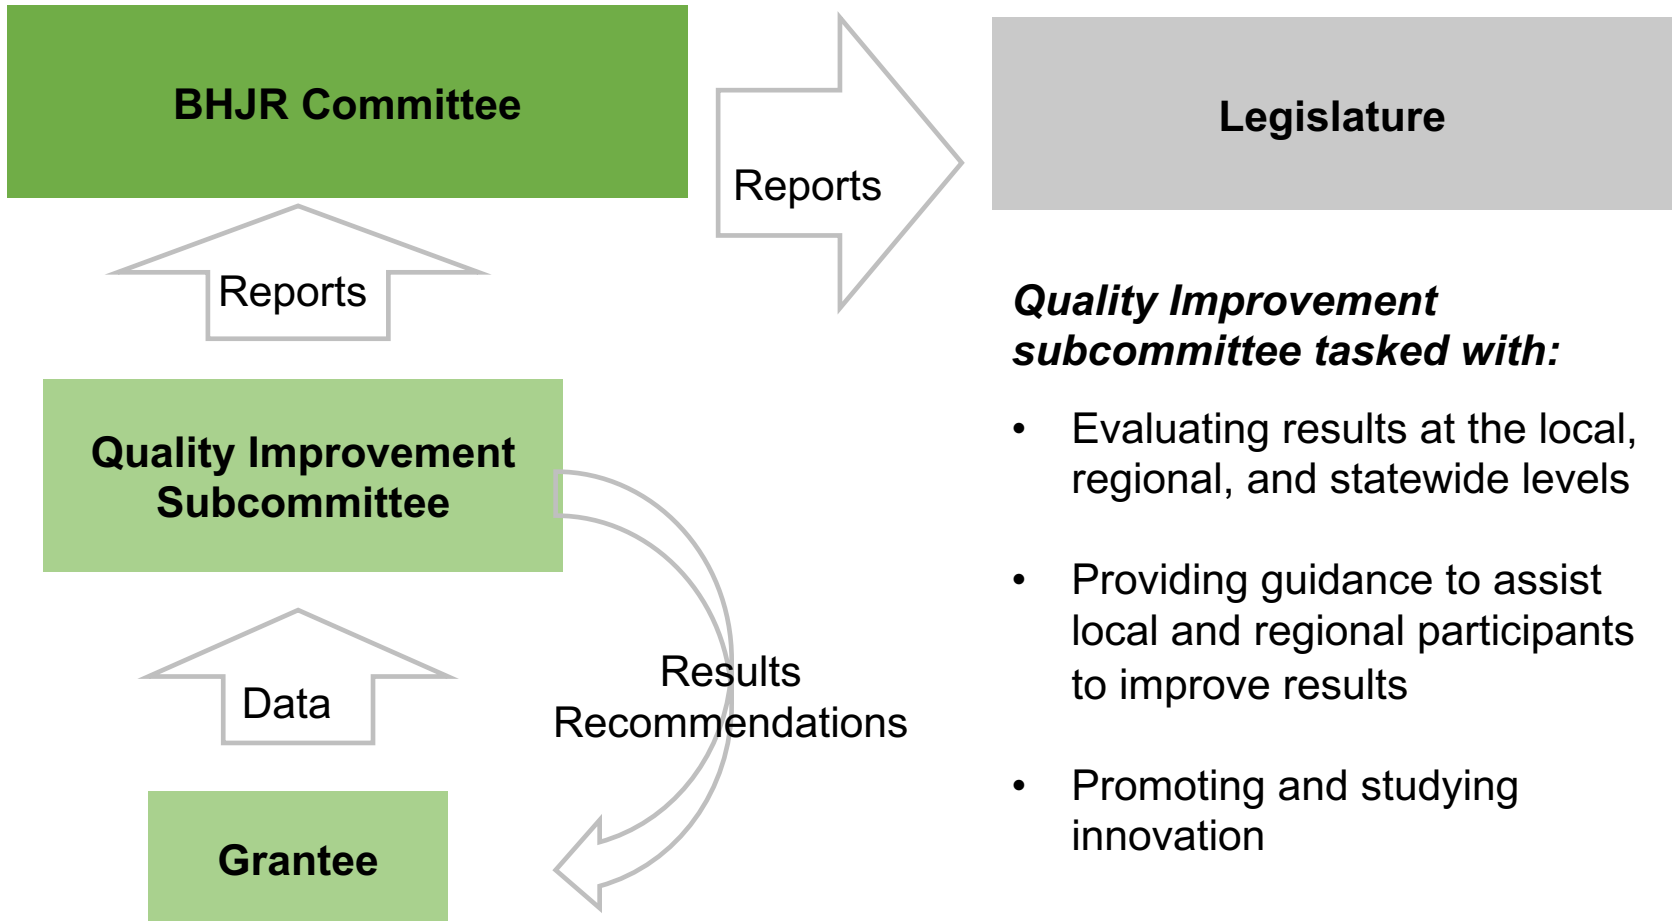 BHJR Committee
Reports
Legislature
Reports
Quality Improvement
Subcommittee
Data
Results
Recommendations
Grantee
Quality Improvement
subcommittee tasked with:
• Evaluating results at the local,
regional, and statewide levels
• Providing guidance to assist
local and regional participants
to improve results
• Promoting and studying
innovation